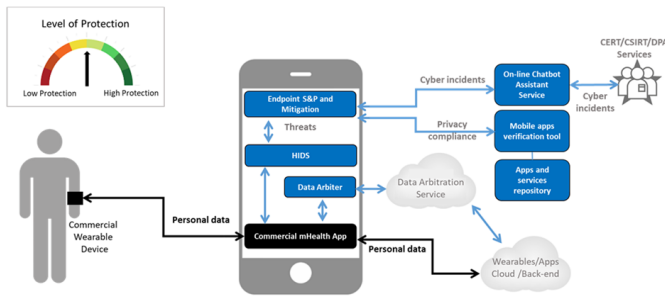 Level of Protection
Low Protection
High Protection
Commercial
Wearable
Device
Personal data
Endpoint S&P and
Mitigation
Threats
HIDS
Data Arbiter
Commercial mHealth App
Cyber incidents
Privacy
compliance
Personal data
On-line Chatbot
Assistant
Service
Mobile apps
verification tool
Apps and
services
repository
Data Arbitration
Service
Wearables/Apps
Cloud /Back-end
CERT/CSIRT/DPA
Services
Cyber
incidents